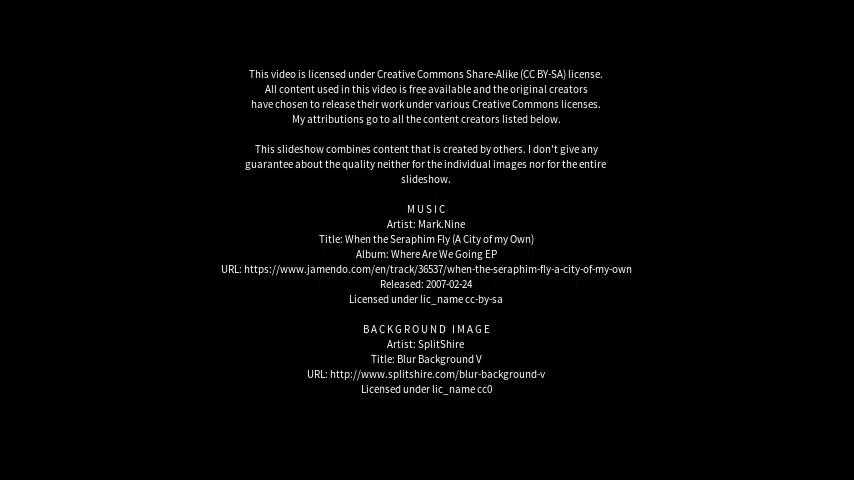 This video is licensed under Creative Commons Share-Alike (CC BY-SA) license.
All content used in this video is free available and the original creators
have chosen to release their work under various Creative Commons licenses.
My attributions go to all the content creators listed below.
This slideshow combines content that is created by others. I don't give any
guarantee about the quality neither for the individual images nor for the entire
slideshow.
MUSIC
Artist: Mark.Nine
Title: When the Seraphim Fly (A City of my Own)
Album: Where Are We Going EP
URL: https://www.jamendo.com/en/track/36537/when-the-seraphim-fly-a-city-of-my-own
Released: 2007-02-24
Licensed under lic_name cc-by-sa
BACKGROUND IMAGE
Artist: SplitShire
Title: Blur Background V
URL: http://www.splitshire.com/blur-background-v
Licensed under lic_name cc0